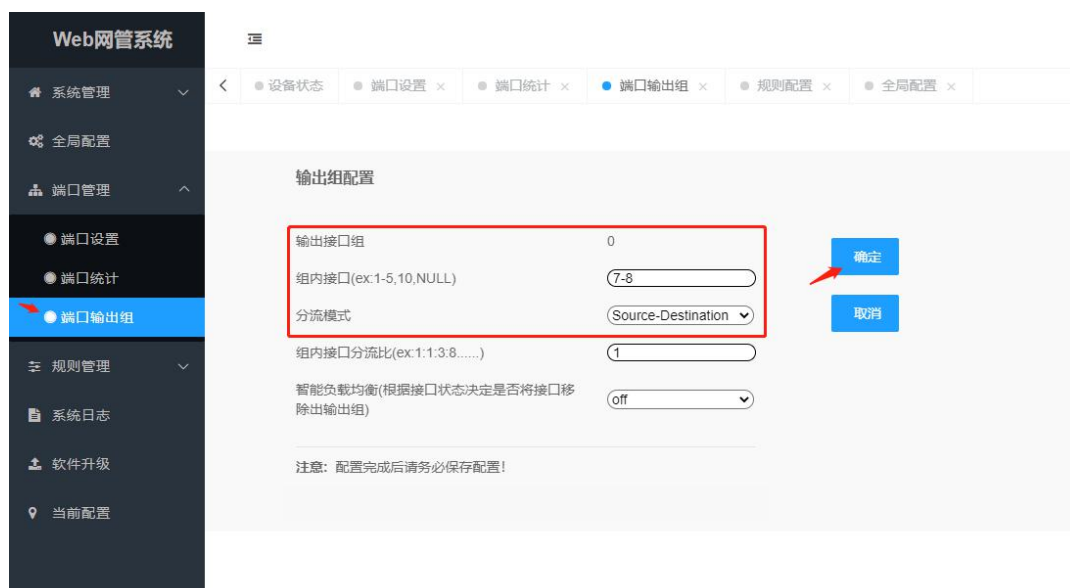 Web网管系统
设备状态
端口设置
端口统计
端口输出组
规则配置
全局配置
系统管理
全局配置
端口管理
端口设置
端口统计
端口输出组
规则管理
系统日志
软件升级
当前配置
输出组配置
输出接口组 0
组内接口(ex:1-5,10,NULL) 7-8
分流模式 Source-Destination
组内接口分流比(ex:1:1:3:8......) 1
智能负载均衡(根据接口状态决定是否将接口移
除出输出组) off
注意: 配置完成后请务必保存配置!
确定
取消